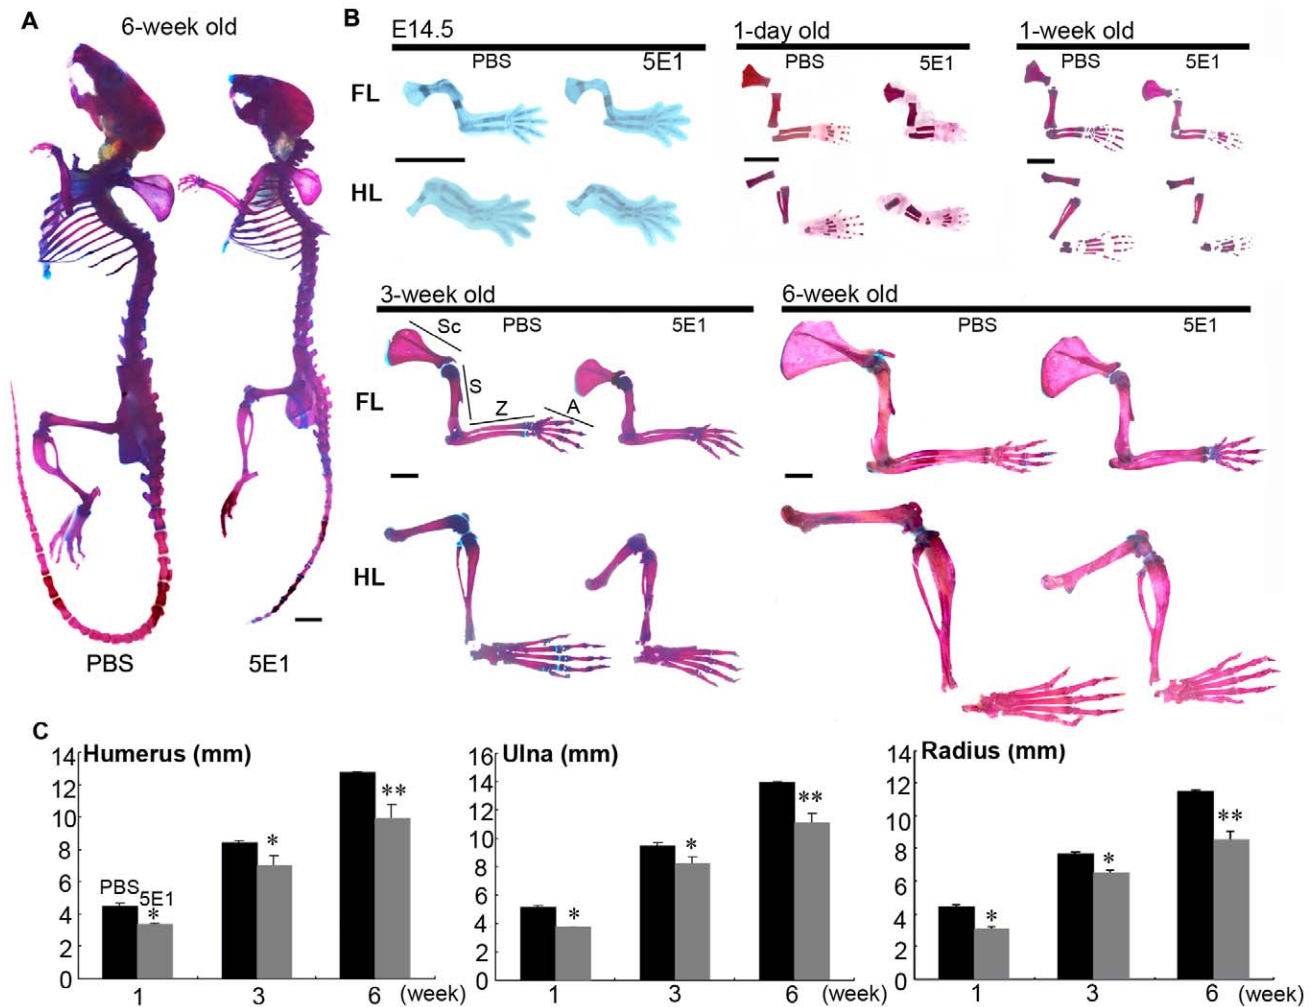 A
6-week old
PBS
5E1
B
E14.5
PBS
5E1
1-day old
PBS
5E1
1-week old
PBS
5E1
FL
HL
3-week old
PBS
5E1
Sc
S
Z
A
6-week old
PBS
5E1
FL
HL
C
Humerus (mm)
14
12
10
8
6
4
2
0
PBS
5E1
*
*
**
1
3
6
(week)
Ulna (mm)
16
14
12
10
8
6
4
2
0
*
*
**
1
3
6
(week)
Radius (mm)
14
12
10
8
6
4
2
0
*
*
**
1
3
6
(week)